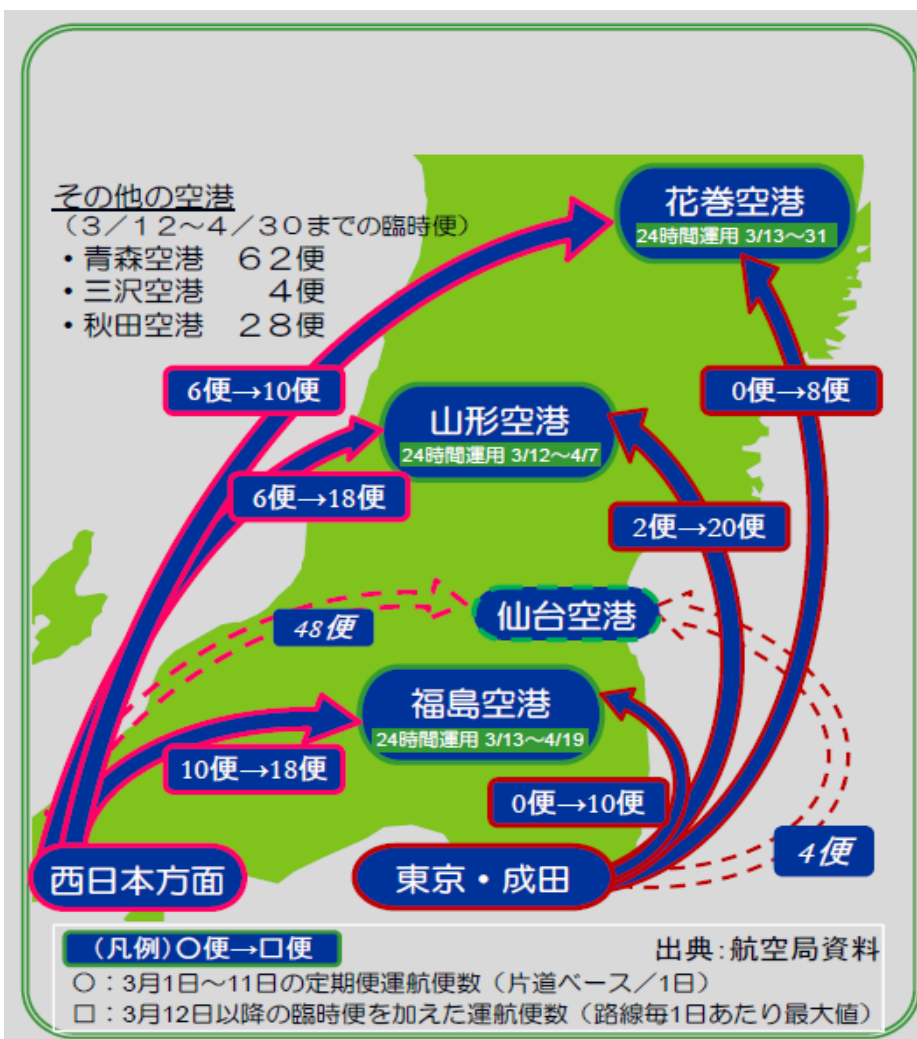 その他の空港
（3／12～4／30までの臨時便）
・青森空港　62便
・三沢空港　4便
・秋田空港　28便
花巻空港
24時間運用 3/13～31
6便→10便
0便→8便
山形空港
24時間運用 3/12～4/7
6便→18便
2便→20便
仙台空港
48便
福島空港
24時間運用 3/13～4/19
10便→18便
0便→10便
4便
西日本方面
東京・成田
(凡例)〇便→□便
出典:航空局資料
〇：3月1日～11日の定期便運航便数（片道ベース／1日）
□：3月12日以降の臨時便を加えた運航便数（路線毎1日あたり最大値）